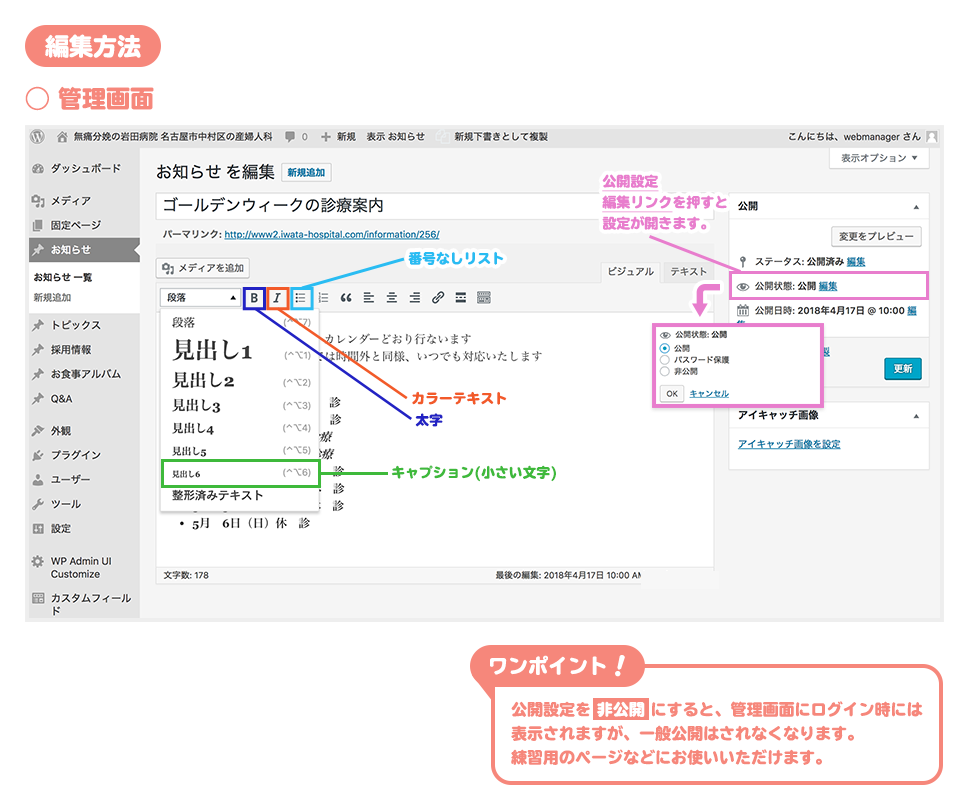 編集方法
管理画面
無痛分娩の岩田病院 名古屋市中村区の産婦人科 0 新規 表示 お知らせ 新規下書きとして複製 こんにちは、webmanager さん
表示オプション ▼
ダッシュボード
メディア
固定ページ
お知らせ
お知らせ 一覧
新規追加
トピックス
採用情報
お食事アルバム
Q&A
外観
プラグイン
ユーザー
ツール
設定
WP Admin UI
Customize
カスタムフィール
ド
お知らせ を編集 新規追加
ゴールデンウィークの診療案内
パーマリンク: http://www2.iwata-hospital.com/information/256/
メディアを追加
番号なしリスト
ビジュアル テキスト
段落 B I
段落
見出し1 (^⌥1)
見出し2 (^⌥2)
見出し3 (^⌥3)
見出し4 (^⌥4)
見出し5 (^⌥5)
見出し6 (^⌥6)
整形済みテキスト
カレンダーどおり行ないます
は時間外と同様、いつでも対応いたします
診
診
療
療
診
診
診
• 5月 6日(日)休 診
カラーテキスト
太字
キャプション(小さい文字)
文字数: 178 最後の編集: 2018年4月17日 10:00 AM
公開設定
編集リンクを押すと
設定が開きます。
公開
変更をプレビュー
ステータス: 公開済み 編集
公開状態: 公開 編集
公開日時: 2018年4月17日 @ 10:00 編
集
更新
公開状態: 公開
公開
パスワード保護
非公開
OK キャンセル
アイキャッチ画像
アイキャッチ画像を設定
ワンポイント!
公開設定を 非公開 にすると、管理画面にログイン時には
表示されますが、一般公開はされなくなります。
練習用のページなどにお使いいただけます。